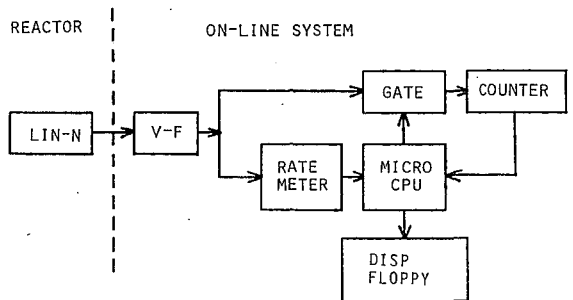 REACTOR
ON-LINE SYSTEM
GATE
COUNTER
LIN-N
V-F
RATE
METER
MICRO
CPU
DISP
FLOPPY